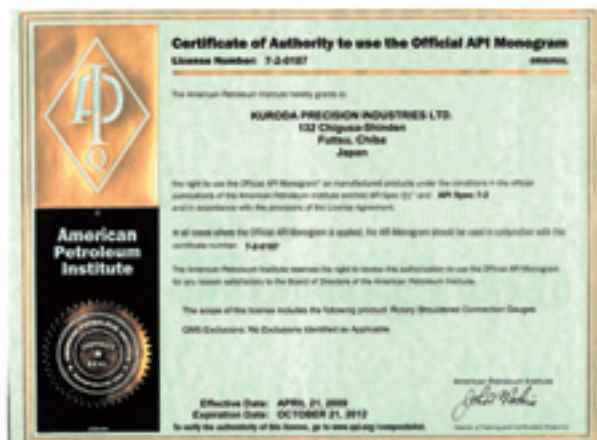 Certificate of Authority to use the Official API Monogram
License Number: 7-2-0187
ORIGINAL
The American Petroleum Institute hereby grants to
KURODA PRECISION INDUSTRIES LTD.
132 Chigusa-Shinden
Futtsu, Chiba
Japan
the right to use the Official API Monogram® on manufactured products under the conditions in the official
publications of the American Petroleum Institute entitled API Spec Q1® and API Spec 7-2
and in accordance with the provisions of the License Agreement.
In all cases where the Official API Monogram is applied, the API Monogram should be used in conjunction with this
certificate number: 7-2-0187
The American Petroleum Institute reserves the right to revoke this authorization to use the Official API Monogram
for any reason satisfactory to the Board of Directors of the American Petroleum Institute.
The scope of this license includes the following product: Rotary Shouldered Connection Gauges
QMS Exclusions: No Exclusions Identified as Applicable
American
Petroleum
Institute
Effective Date: APRIL 21, 2009
Expiration Date: OCTOBER 21, 2012
To verify the authenticity of this license, go to www.api.org/compositelist.
American Petroleum Institute